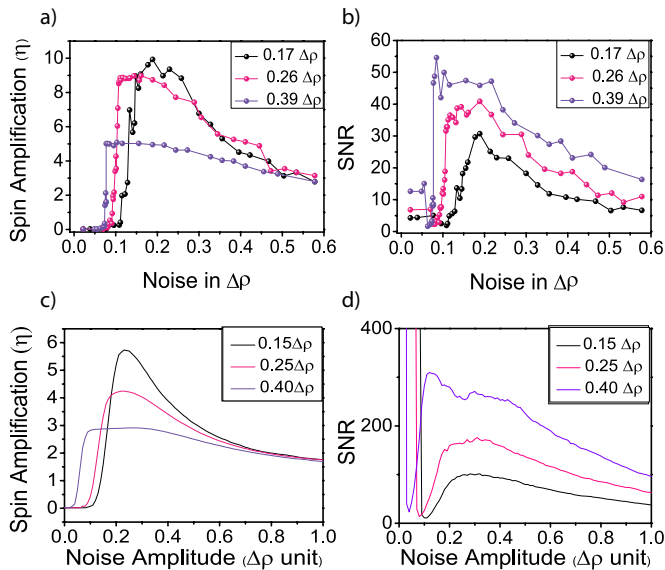 a)
Spin Amplification (η)
10
8
6
4
2
0
0.17 Δρ
0.26 Δρ
0.39 Δρ
0.0 0.1 0.2 0.3 0.4 0.5 0.6
Noise in Δρ
b)
SNR
60
50
40
30
20
10
0
0.17 Δρ
0.26 Δρ
0.39 Δρ
0.0 0.1 0.2 0.3 0.4 0.5 0.6
Noise in Δρ
c)
Spin Amplification (η)
6
5
4
3
2
1
0
0.15Δρ
0.25Δρ
0.40Δρ
0.0 0.2 0.4 0.6 0.8 1.0
Noise Amplitude (Δρ unit)
d)
SNR
400
200
0
0.15 Δρ
0.25 Δρ
0.40 Δρ
0.0 0.2 0.4 0.6 0.8 1.0
Noise Amplitude (Δρ unit)